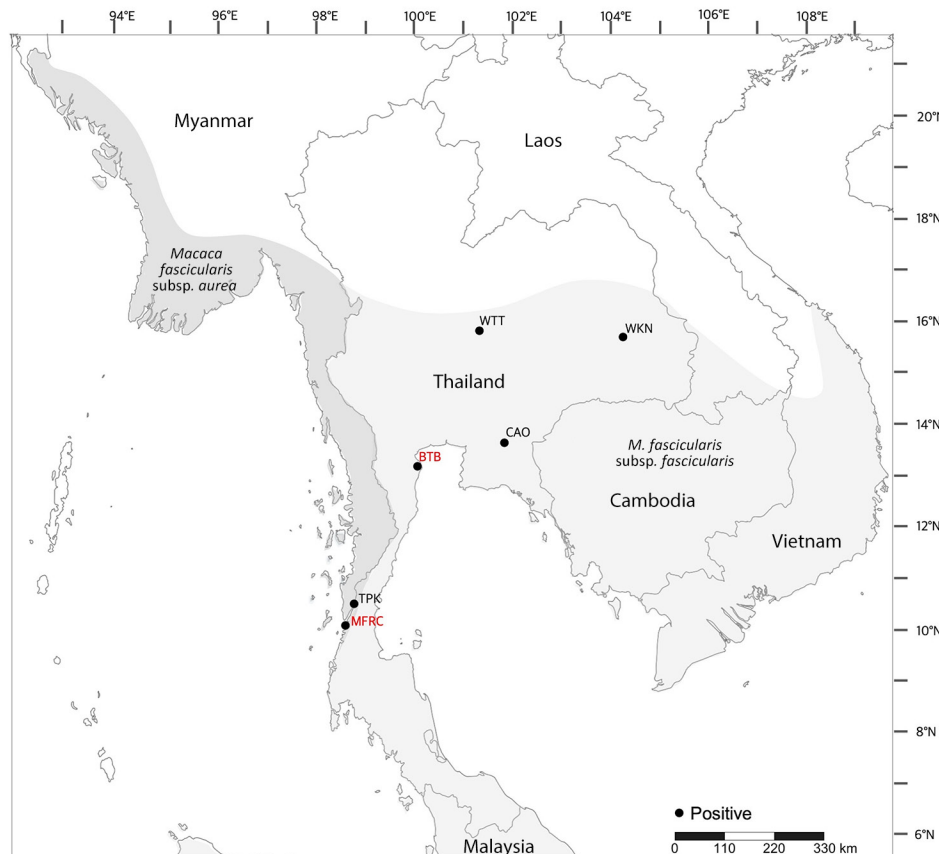 94°E 96°E 98°E 100°E 102°E 104°E 106°E 108°E
Myanmar
Laos
20°N
18°N
Macaca
fascicularis
subsp. aurea
WTT
WKN
16°N
Thailand
CAO
14°N
BTB
M. fascicularis
subsp. fascicularis
Cambodia
12°N
Vietnam
TPK
MFRC
10°N
8°N
Positive
6°N
Malaysia
0 110 220 330 km